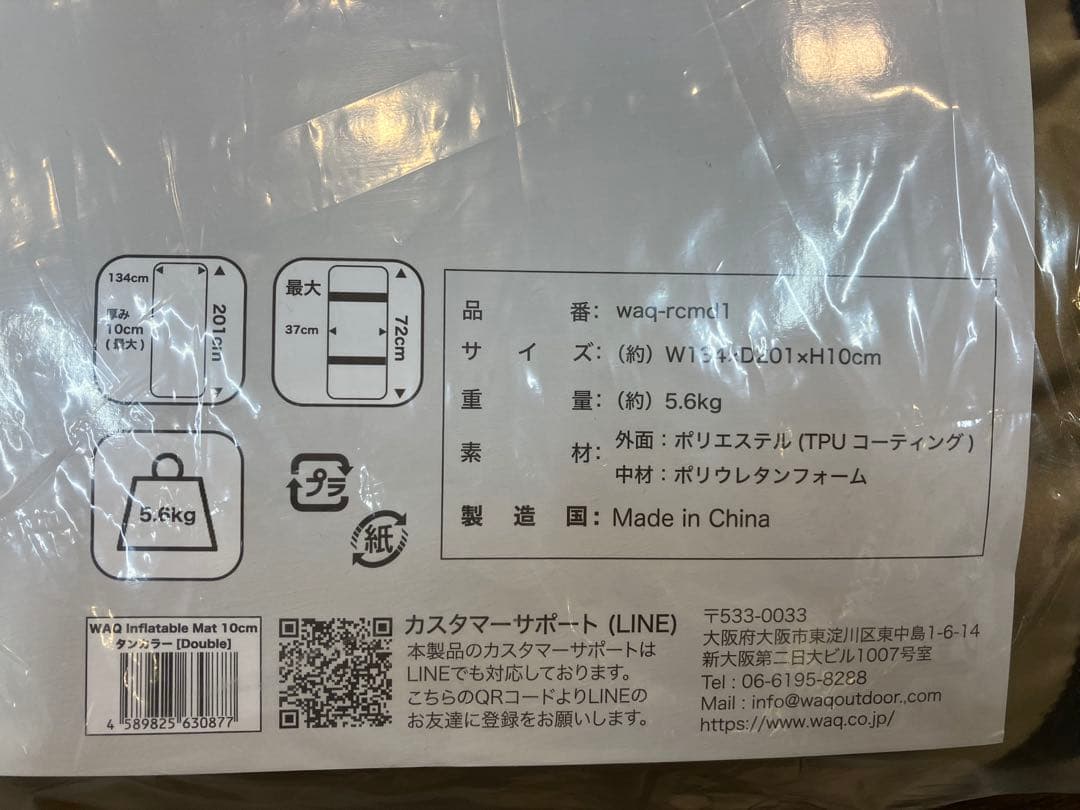 134cm
厚み
10cm
(最大)
201cm
最大
37cm
72cm
5.6kg
プラ
紙
品番: waq-rcmd1
サイズ: (約) W134×D201×H10cm
重量: (約) 5.6kg
素材: 外面：ポリエステル (TPU コーティング)
中材：ポリウレタンフォーム
製造国: Made in China
WAQ Inflatable Mat 10cm
タンカラー [Double]
4 589825 630877
カスタマーサポート (LINE)
本製品のカスタマーサポートは
LINEでも対応しております。
こちらのQRコードよりLINEの
お友達に登録をお願いします。
〒533-0033
大阪府大阪市東淀川区東中島1-6-14
新大阪第二日大ビル1007号室
Tel : 06-6195-8288
Mail : info@waqoutdoor.com
https://www.waq.co.jp/